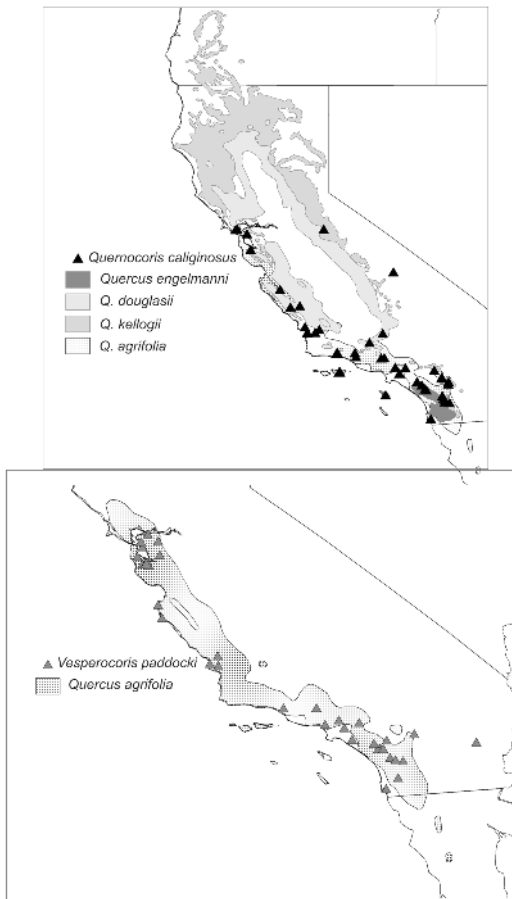 Quernocoris caliginosus
Quercus engelmanni
Q. douglasii
Q. kellogii
Q. agrifolia
Vesperocoris paddocki
Quercus agrifolia